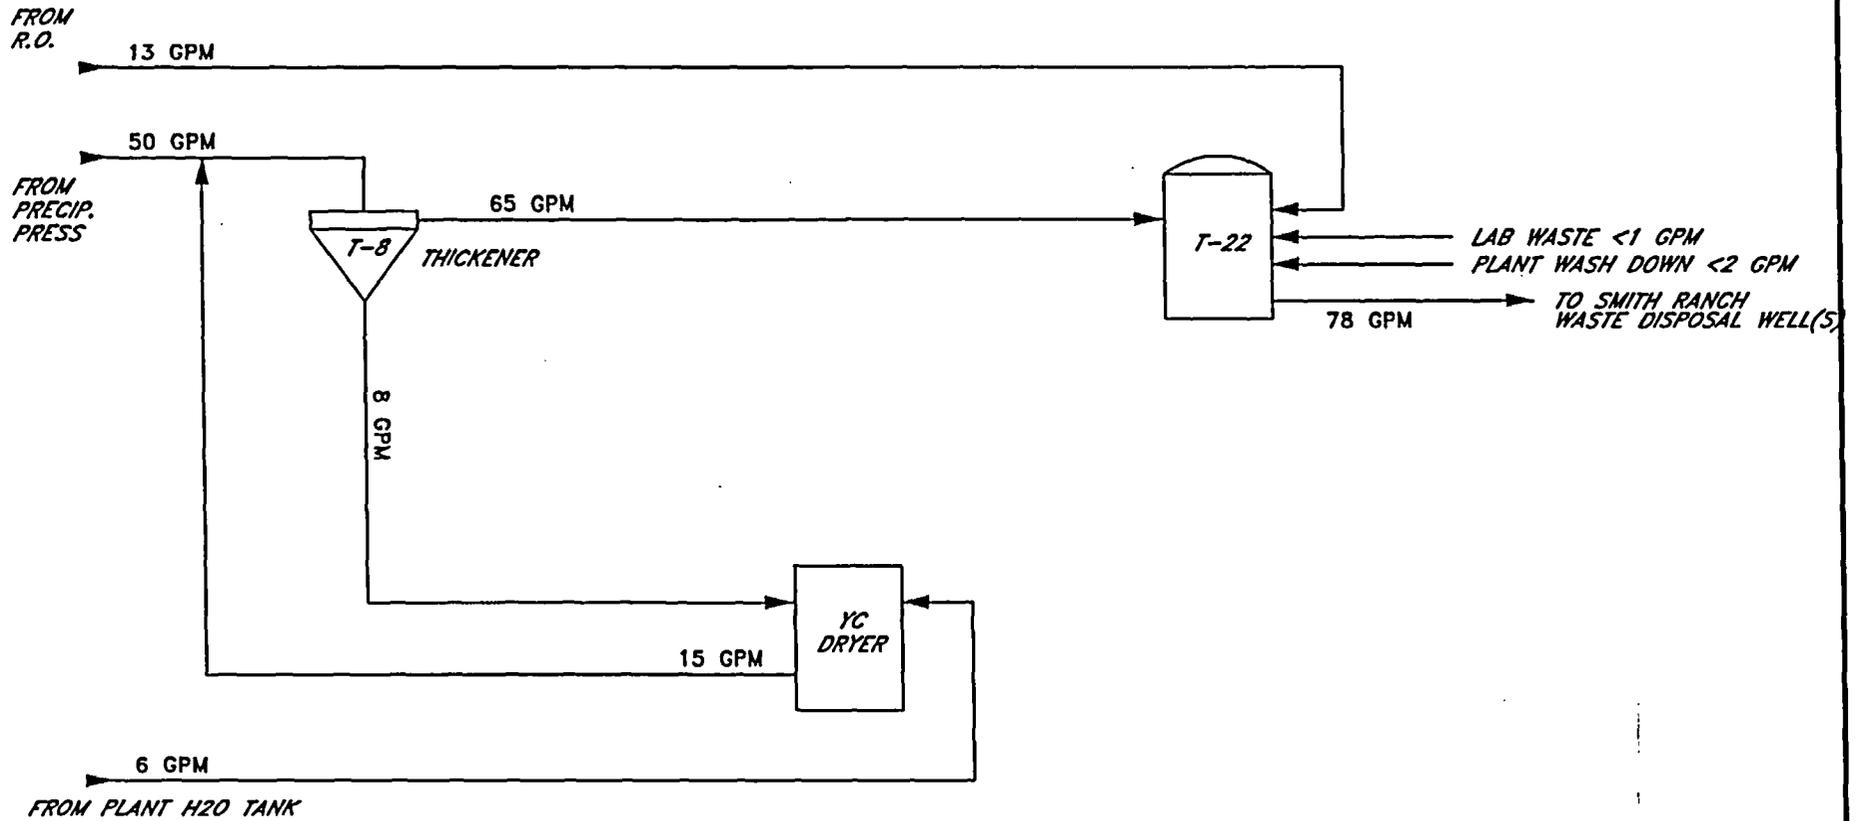 FROM
R.O.
13 GPM
50 GPM
FROM
PRECIP.
PRESS
65 GPM
T-8
THICKENER
T-22
LAB WASTE <1 GPM
PLANT WASH DOWN <2 GPM
TO SMITH RANCH
WASTE DISPOSAL WELL(S)
78 GPM
8 GPM
YC
DRYER
15 GPM
6 GPM
FROM PLANT H2O TANK